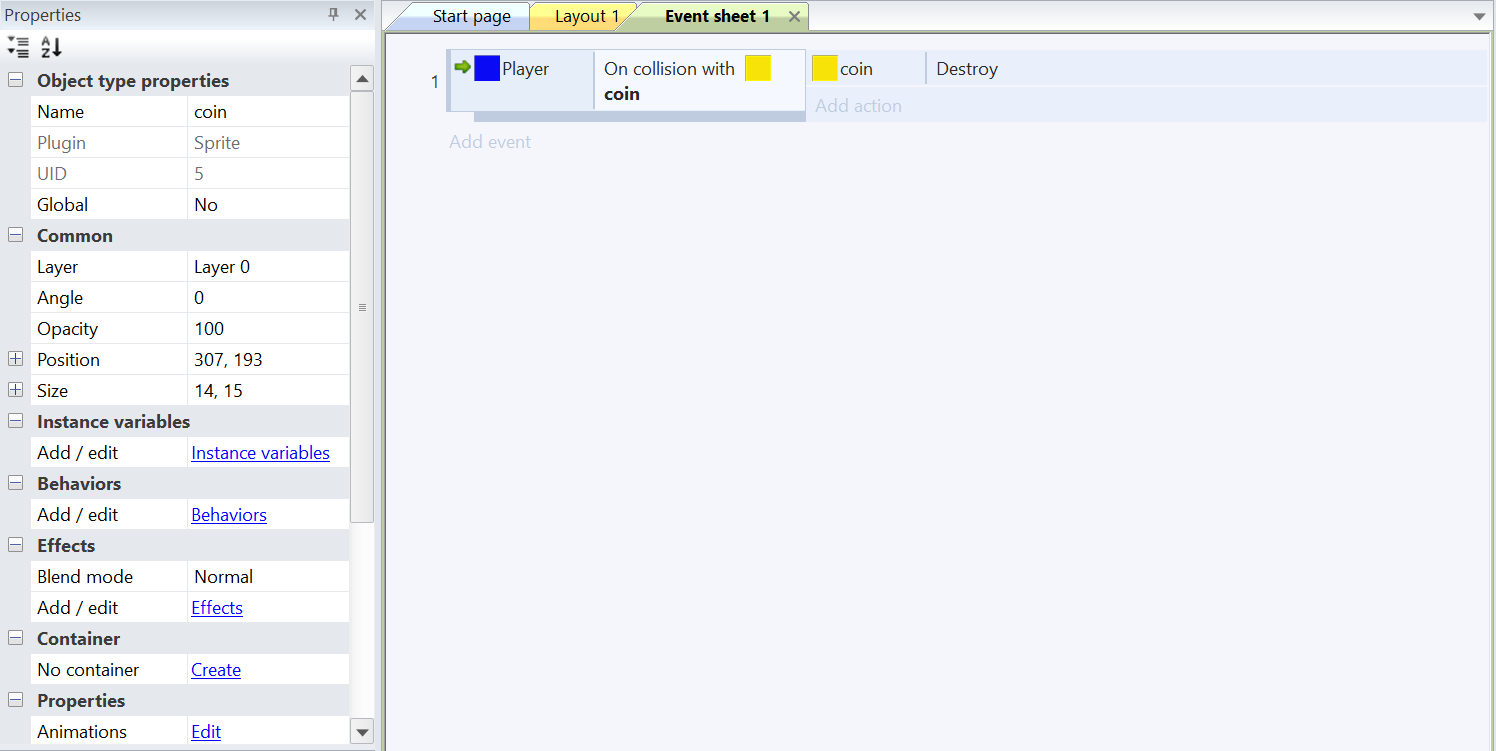 Properties
Object type properties
Name coin
Plugin Sprite
UID 5
Global No
Common
Layer Layer 0
Angle 0
Opacity 100
Position 307, 193
Size 14, 15
Instance variables
Add / edit Instance variables
Behaviors
Add / edit Behaviors
Effects
Blend mode Normal
Add / edit Effects
Container
No container Create
Properties
Animations Edit
Start page Layout 1 Event sheet 1
1 Player On collision with coin Destroy
coin
Add action
Add event